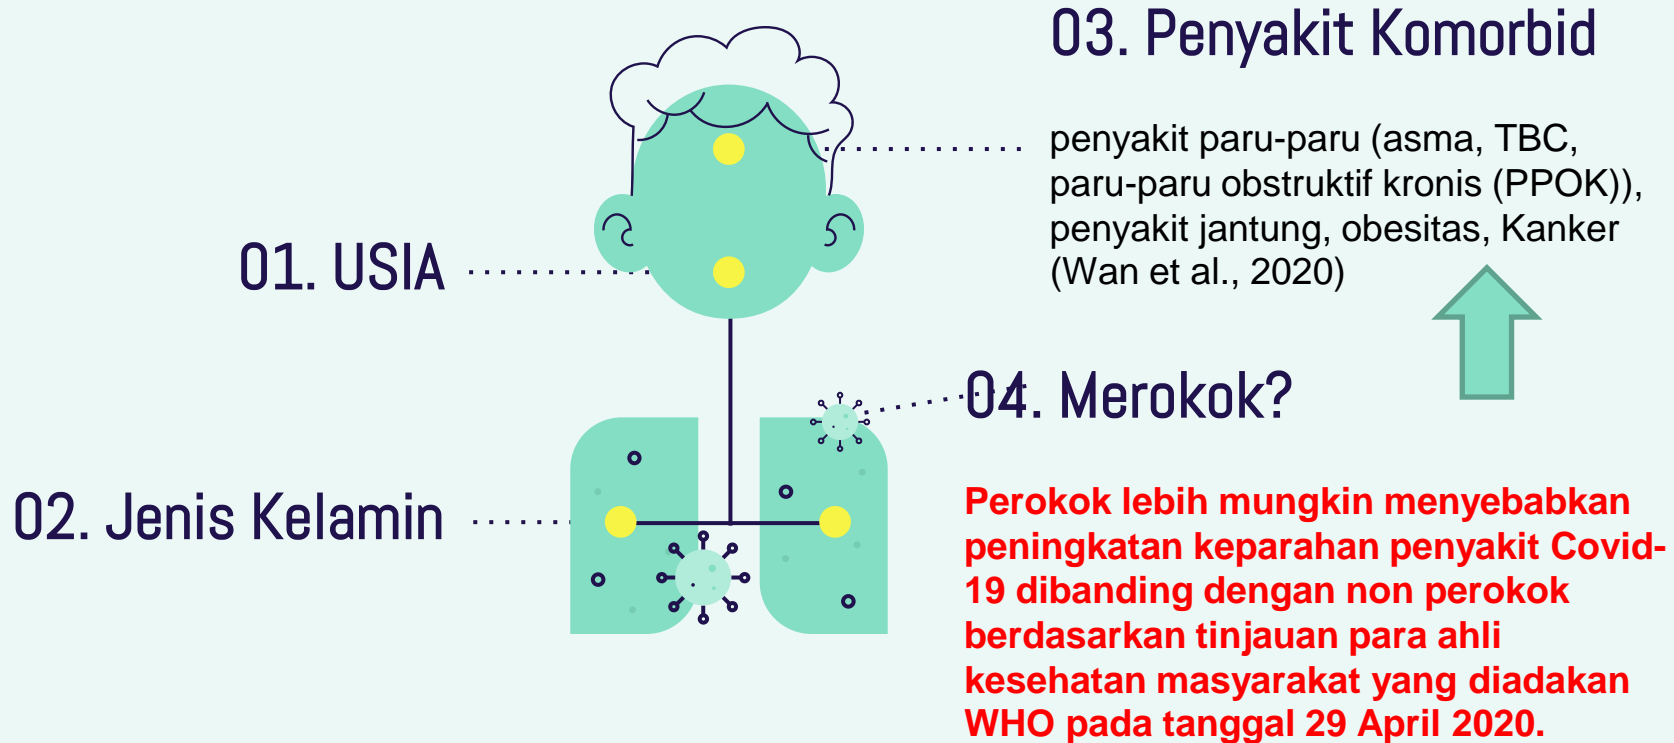 01. USIA
02. Jenis Kelamin
03. Penyakit Komorbid
penyakit paru-paru (asma, TBC,
paru-paru obstruktif kronis (PPOK)),
penyakit jantung, obesitas, Kanker
(Wan et al., 2020)
04. Merokok?
Perokok lebih mungkin menyebabkan
peningkatan keparahan penyakit Covid-
19 dibanding dengan non perokok
berdasarkan tinjauan para ahli
kesehatan masyarakat yang diadakan
WHO pada tanggal 29 April 2020.